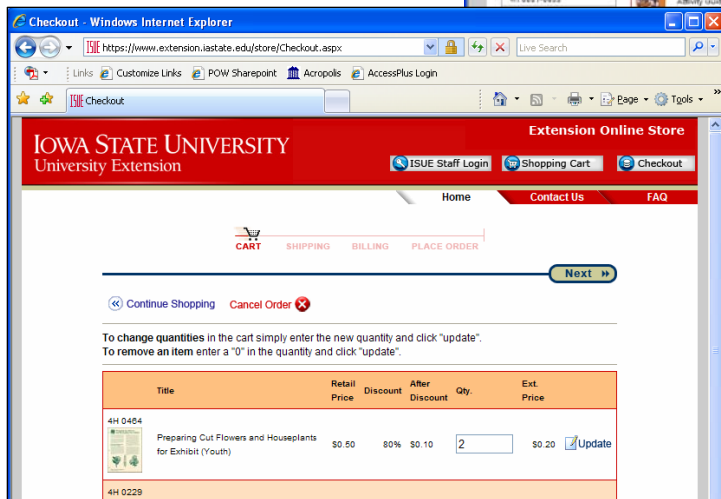 Activity Guide
Checkout - Windows Internet Explorer
https://www.extension.iastate.edu/store/Checkout.aspx
Live Search
Links Customize Links POW Sharepoint Acropolis AccessPlus Login
Checkout
Page Tools »
Extension Online Store
IOWA STATE UNIVERSITY
University Extension
ISUE Staff Login Shopping Cart Checkout
Home Contact Us FAQ
CART SHIPPING BILLING PLACE ORDER
Next
Continue Shopping Cancel Order
To change quantities in the cart simply enter the new quantity and click "update".
To remove an item enter a "0" in the quantity and click "update".
Title Retail Price Discount After Discount Qty. Ext. Price
4H 0464
Preparing Cut Flowers and Houseplants
for Exhibit (Youth)
$0.50 80% $0.10 2 $0.20 Update
4H 0229